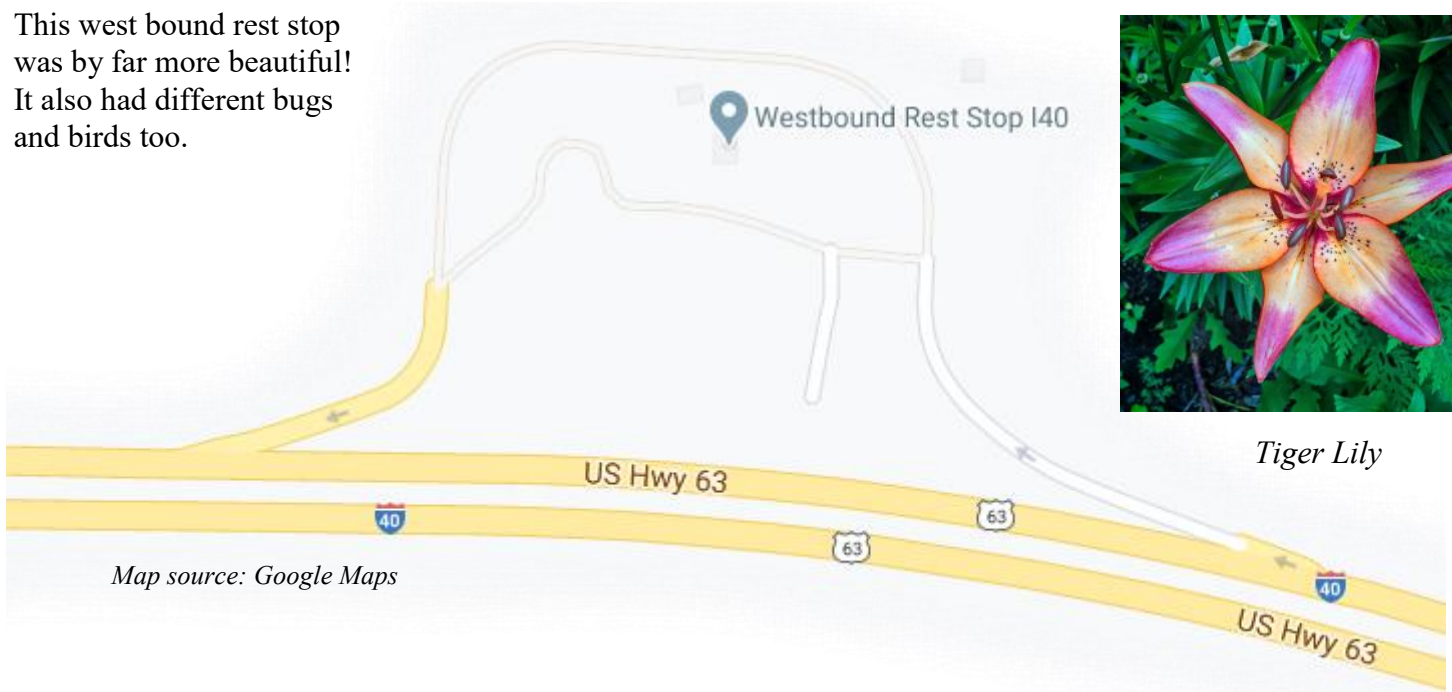 This west bound rest stop
was by far more beautiful!
It also had different bugs
and birds too.
Westbound Rest Stop I40
Tiger Lily
US Hwy 63
63
40
63
40
US Hwy 63
Map source: Google Maps